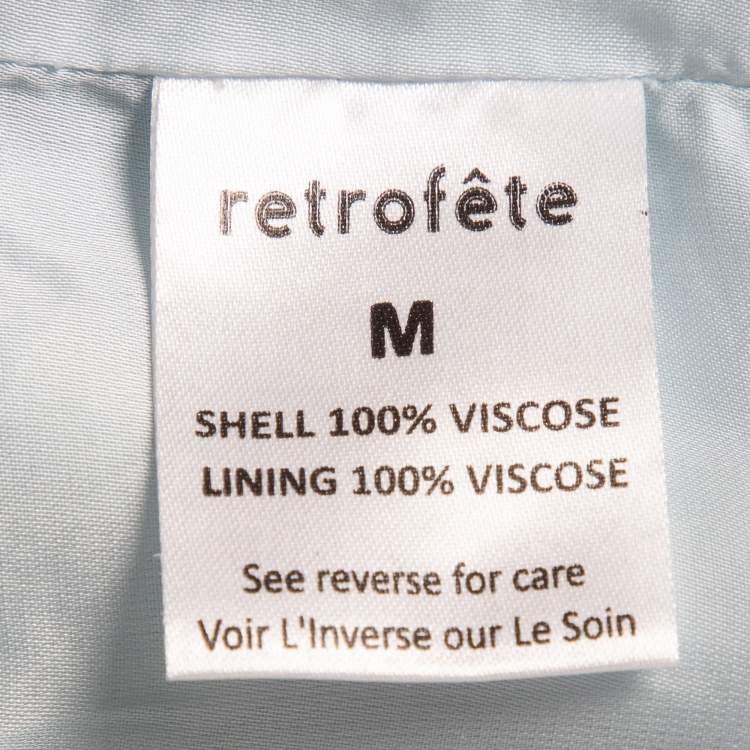 retrofête
M
SHELL 100% VISCOSE
LINING 100% VISCOSE
See reverse for care
Voir L'Inverse our Le Soin